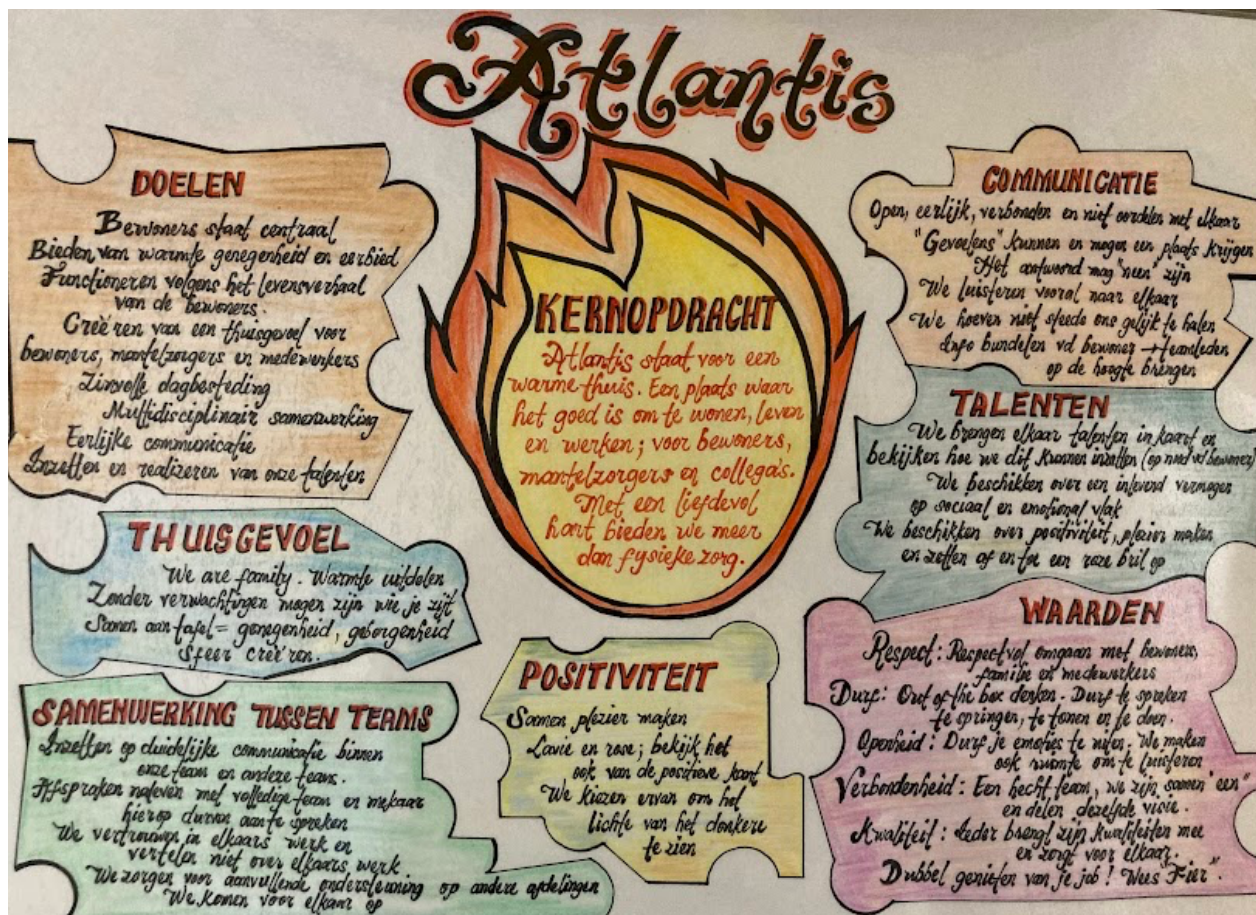 Atlantis
DOELEN
Bewoners staat centraal
Bieden van warmte genegenheid en eerbied
Functioneren volgens het levensverhaal
van de bewoners.
Creëren van een thuisgevoel voor
bewoners, mantelzorgers en medewerkers
Zinvolle dagbesteding
Multidisciplinair samenwerking
Eerlijke communicatie
Inzetten en realizeren van onze talenten
THUISGEVOEL
We are family. Warmte uitdelen
Zonder verwachtingen mogen zijn wie je zijt
Samen aan tafel = genegenheid, geborgenheid
Sfeer creëren.
SAMENWERKING TUSSEN TEAMS
Inzetten op duidelijke communicatie binnen
onze team en andere teams.
Afspraken naleven met volledige team en mekaar
hierop durven aan te spreken
We vertrouwen in elkaars werk en
vertelen niet over elkaars werk
We zorgen voor aanvullende ondersteuning op andere afdelingen
We komen voor elkaar op
KERNOPDRACHT
Atlantis staat voor een
warme thuis. Een plaats waar
het goed is om te wonen, leven
en werken; voor bewoners,
mantelzorgers en collega's.
Met een liefdevol
hart bieden we meer
dan fysieke zorg.
POSITIVITEIT
Samen plezier maken
Lavie en rose; bekijk het
ook van de positieve kant
We kiezen ervan om het
lichte van het donkere
te zien
COMMUNICATIE
Open, eerlijk, verbonden en niet oordelen met elkaar
"Gevoelens" kunnen en mogen een plaats krijgen
Het antwoord mag "neen" zijn
We luisteren vooral naar elkaar
We hoeven niet steeds ons gelijk te halen
Info bundelen vd bewoner → teamleden
op de hoogte brengen
TALENTEN
We brengen elkaar talenten in kaart en
bekijken hoe we dit kunnen inzetten (op nood vd bewoner)
We beschikken over een inlevend vermogen
op sociaal en emotional vlak
We beschikken over positiviteit, plezier maken
en zetten af en toe een roze bril op
WAARDEN
Respect: Respectvol omgaan met bewoners,
familie en medewerkers
Durf: Out of the box denken. Durf te spreken
te springen, te tonen en te doen.
Openheid: Durf je emoties te uiten. We maken
ook ruimte om te luisteren
Verbondenheid: Een hecht team, we zijn samen "een"
en delen dezelfde visie.
Kwaliteit: Ieder brengt zijn kwaliteiten mee
en zorgt voor elkaar.
Dubbel genieten van je job! Wees "Fier".